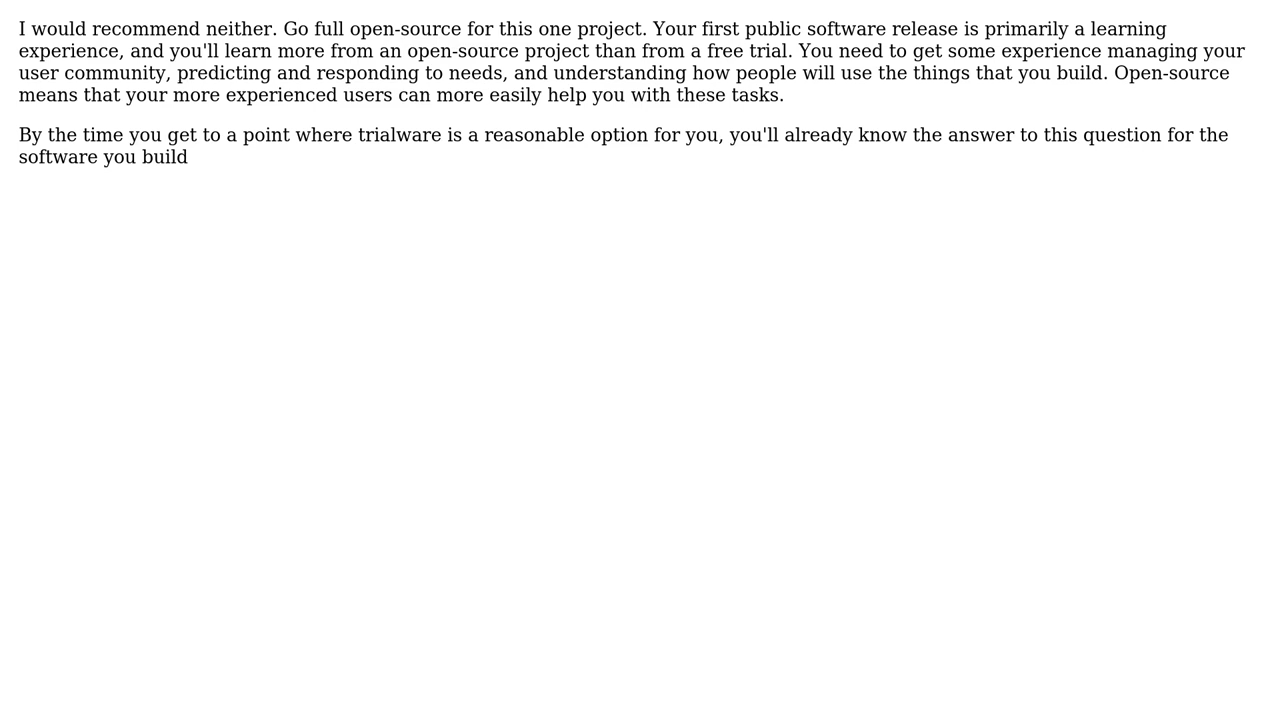 I would recommend neither. Go full open-source for this one project. Your first public software release is primarily a learning
experience, and you'll learn more from an open-source project than from a free trial. You need to get some experience managing your
user community, predicting and responding to needs, and understanding how people will use the things that you build. Open-source
means that your more experienced users can more easily help you with these tasks.
By the time you get to a point where trialware is a reasonable option for you, you'll already know the answer to this question for the
software you build